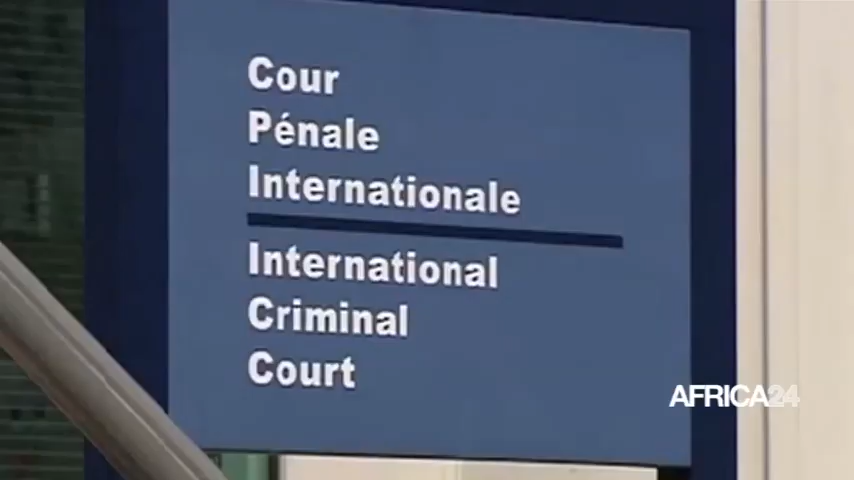 Cour
Pénale
Internationale
International
Criminal
Court
AFRICA24